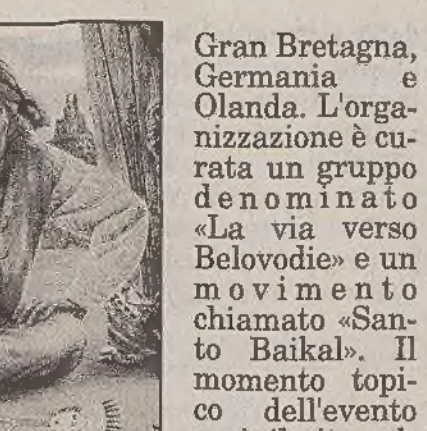 Gran Bretagna,
Germania e
Olanda. L'orga-
nizzazione è cu-
rata un gruppo
denominato
«La via verso
Belovodie» e un
movimento
chiamato «San-
to Baikal». Il
momento topi-
co dell'evento